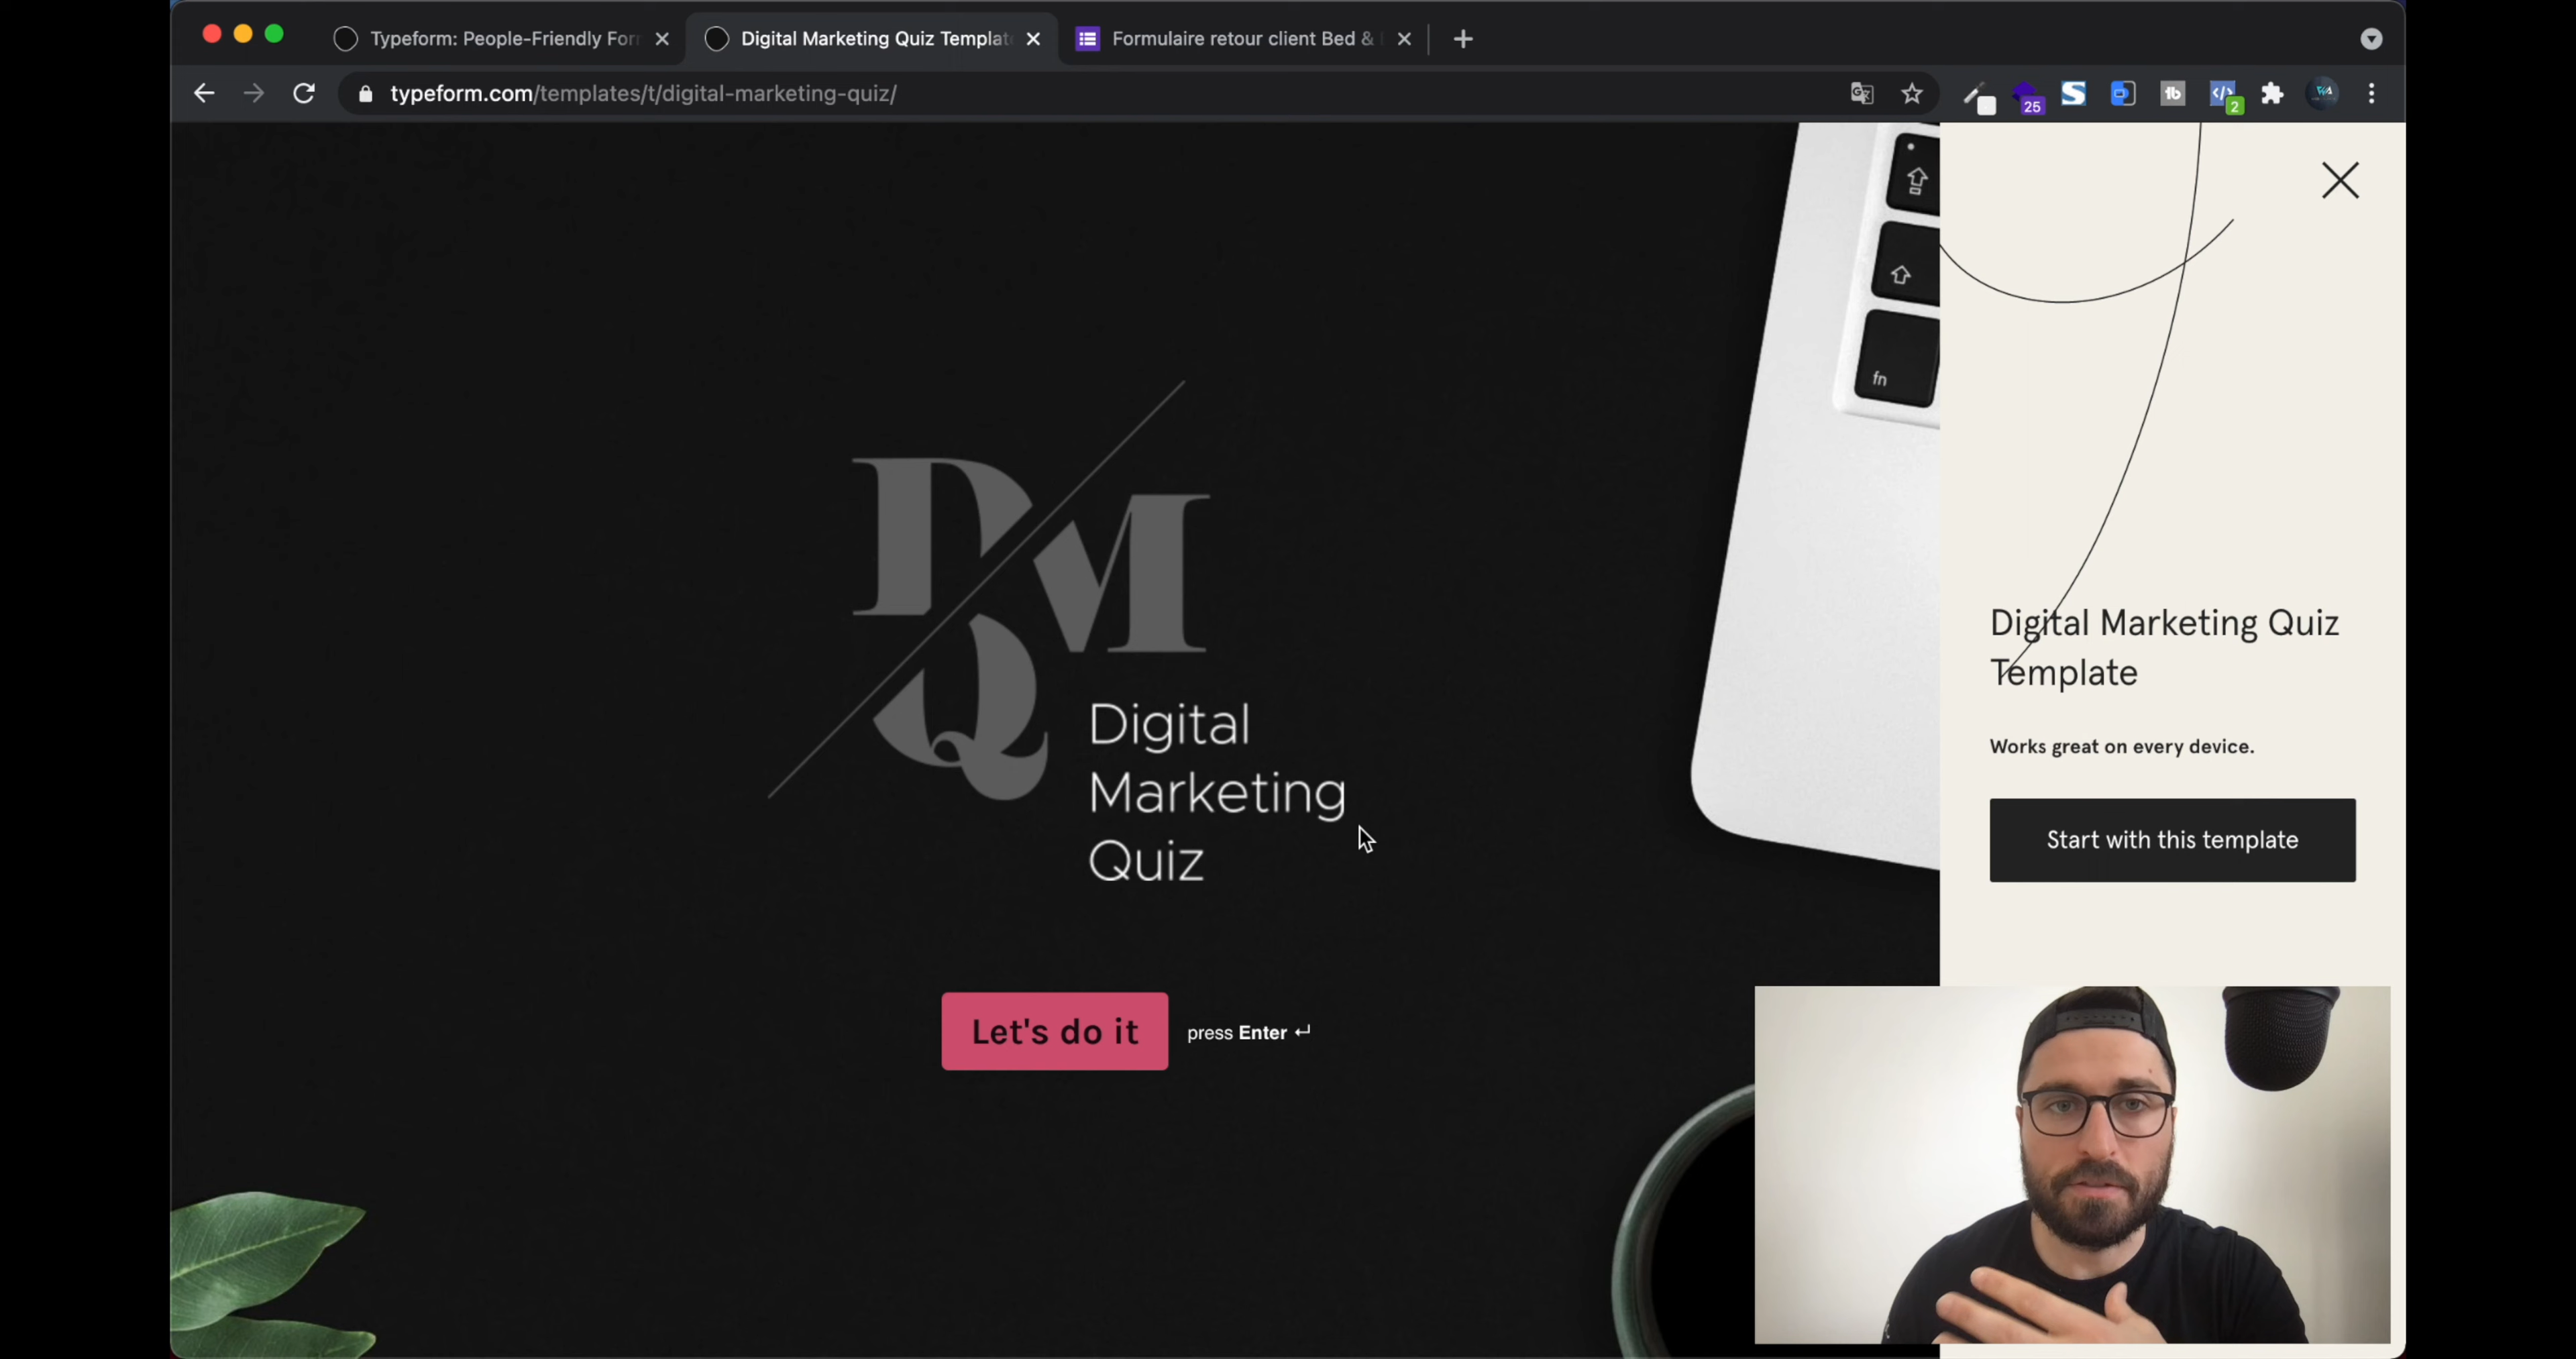 Typeform: People-Friendly For
Digital Marketing Quiz Templat
Formulaire retour client Bed &
typeform.com/templates/t/digital-marketing-quiz/
25
2
fn
DMQ
Digital
Marketing
Quiz
Let's do it
press Enter
Digital Marketing Quiz
Template
Works great on every device.
Start with this template